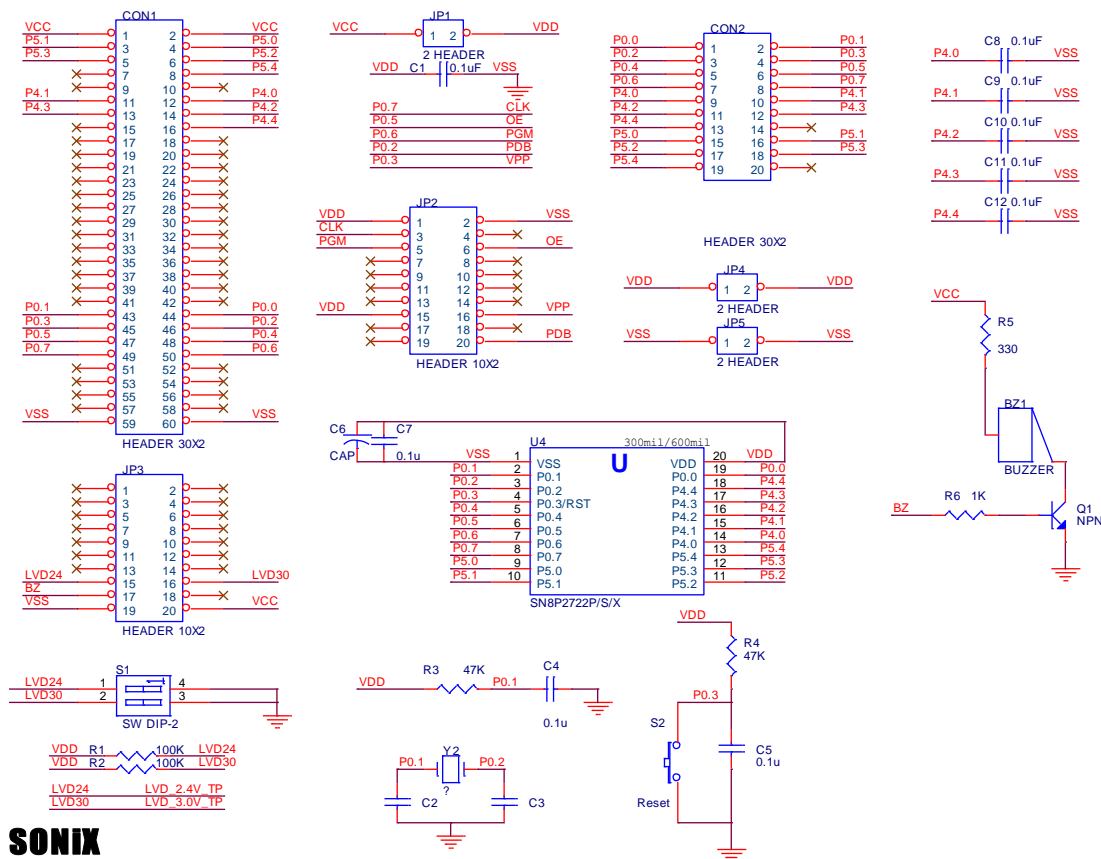 CON1
VCC 1 2 VCC
P5.1 3 4 P5.0
P5.3 5 6 P5.2
7 8 P5.4
9 10
P4.1 11 12 P4.0
P4.3 13 14 P4.2
15 16 P4.4
17 18
19 20
21 22
23 24
25 26
27 28
29 30
31 32
33 34
35 36
37 38
39 40
41 42
P0.1 43 44 P0.0
P0.3 45 46 P0.2
P0.5 47 48 P0.4
P0.7 49 50 P0.6
51 52
53 54
55 56
57 58
VSS 59 60 VSS
HEADER 30X2
JP1
VCC 1 2 VDD
2 HEADER
VDD C1 0.1uF VSS
P0.7 CLK
P0.5 OE
P0.6 PGM
P0.2 PDB
P0.3 VPP
JP2
VDD 1 2 VSS
CLK 3 4
PGM 5 6 OE
7 8
9 10
11 12
13 14
VDD 15 16 VPP
17 18
19 20 PDB
HEADER 10X2
CON2
P0.0 1 2 P0.1
P0.2 3 4 P0.3
P0.4 5 6 P0.5
P0.6 7 8 P0.7
P4.0 9 10 P4.1
P4.2 11 12 P4.3
P4.4 13 14
P5.0 15 16 P5.1
P5.2 17 18 P5.3
P5.4 19 20
HEADER 30X2
JP4
VDD 1 2 VDD
2 HEADER
JP5
VSS 1 2 VSS
2 HEADER
C8 0.1uF
P4.0 VSS
C9 0.1uF
P4.1 VSS
C10 0.1uF
P4.2 VSS
C11 0.1uF
P4.3 VSS
C12 0.1uF
P4.4 VSS
VCC
R5
330
BZ1
BUZZER
BZ R6 1K
Q1
NPN
JP3
1 2
3 4
5 6
7 8
9 10
11 12
13 14
LVD24 15 16 LVD30
BZ 17 18
VSS 19 20 VCC
HEADER 10X2
C6 C7
CAP 0.1u
U4 300mil/600mil
U
VSS 1 VSS VDD 20 VDD
P0.1 2 P0.1 P0.0 19 P0.0
P0.2 3 P0.2 P4.4 18 P4.4
P0.3 4 P0.3/RST P4.3 17 P4.3
P0.4 5 P0.4 P4.2 16 P4.2
P0.5 6 P0.5 P4.1 15 P4.1
P0.6 7 P0.6 P4.0 14 P4.0
P0.7 8 P0.7 P5.4 13 P5.4
P5.0 9 P5.0 P5.3 12 P5.3
P5.1 10 P5.1 P5.2 11 P5.2
SN8P2722P/S/X
S1
LVD24 1 4
LVD30 2 3
SW DIP-2
VDD R1 100K LVD24
VDD R2 100K LVD30
LVD24 LVD_2.4V_TP
LVD30 LVD_3.0V_TP
VDD R3 47K P0.1 C4
0.1u
P0.1 Y2 P0.2
?
C2 C3
VDD
R4
47K
P0.3
S2
C5
0.1u
Reset
SONiX